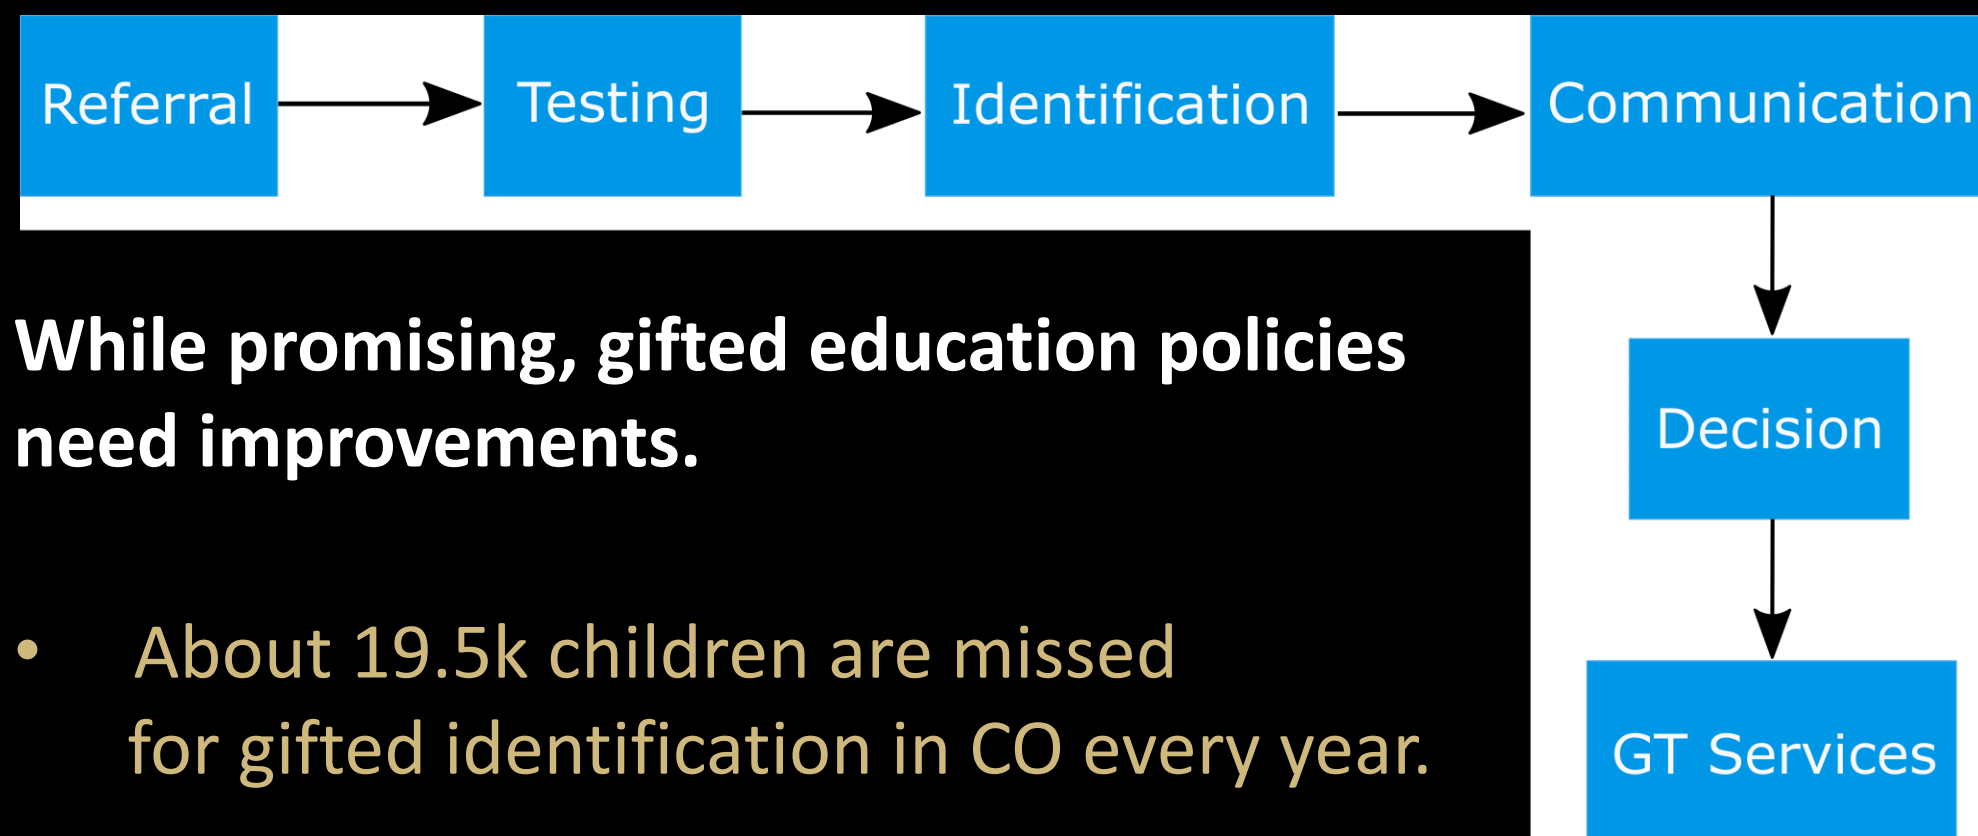 Referral
Testing
Identification
Communication
While promising, gifted education policies
need improvements.
Decision
• About 19.5k children are missed
for gifted identification in CO every year.
GT Services